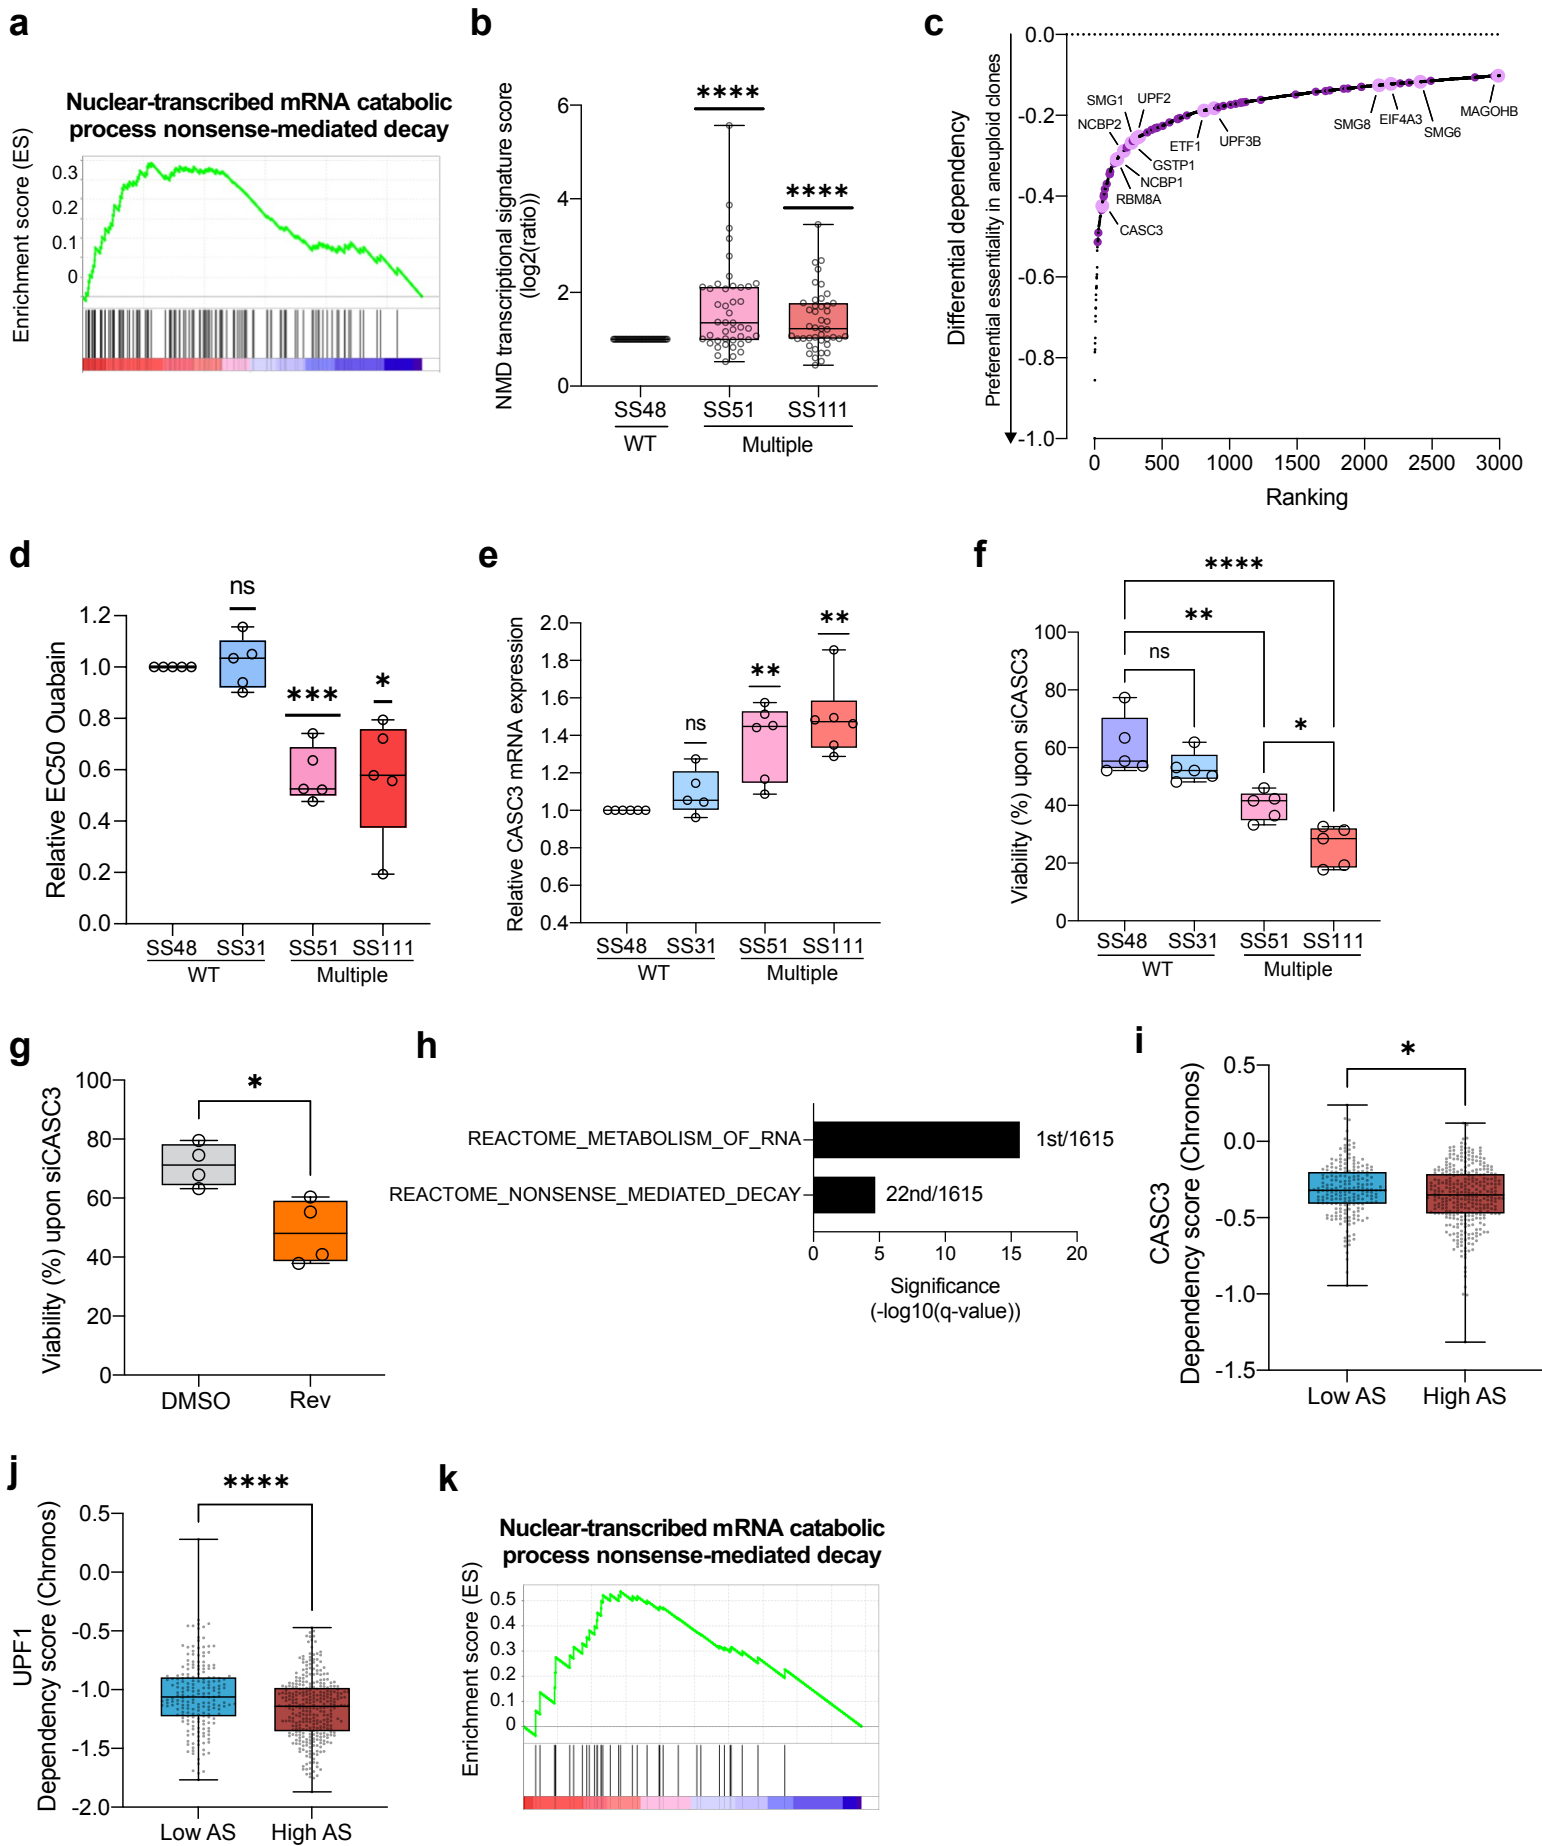 a
Nuclear-transcribed mRNA catabolic
process nonsense-mediated decay
Enrichment score (ES)
0.3
0.2
0.1
0
b
NMD transcriptional signature score
(log2(ratio))
6
4
2
0
****
****
SS48 SS51 SS111
WT Multiple
c
Differential dependency
Preferential essentiality in aneuploid clones
0.0
-0.2
-0.4
-0.6
-0.8
-1.0
SMG1 UPF2
NCBP2
ETF1 UPF3B
GSTP1
NCBP1
RBM8A
CASC3
SMG8 EIF4A3 SMG6 MAGOHB
0 500 1000 1500 2000 2500 3000
Ranking
d
Relative EC50 Ouabain
1.2
1.0
0.8
0.6
0.4
0.2
0.0
ns
***
*
SS48 SS31 SS51 SS111
WT Multiple
e
Relative CASC3 mRNA expression
2.0
1.8
1.6
1.4
1.2
1.0
0.8
0.6
0.4
ns
**
**
SS48 SS31 SS51 SS111
WT Multiple
f
Viability (%) upon siCASC3
100
80
60
40
20
0
****
**
ns
*
SS48 SS31 SS51 SS111
WT Multiple
g
Viability (%) upon siCASC3
100
80
60
40
20
0
*
DMSO Rev
h
REACTOME_METABOLISM_OF_RNA 1st/1615
REACTOME_NONSENSE_MEDIATED_DECAY 22nd/1615
0 5 10 15 20
Significance
(-log10(q-value))
i
CASC3
Dependency score (Chronos)
0.5
0.0
-0.5
-1.0
-1.5
*
Low AS High AS
j
UPF1
Dependency score (Chronos)
0.5
0.0
-0.5
-1.0
-1.5
-2.0
****
Low AS High AS
k
Nuclear-transcribed mRNA catabolic
process nonsense-mediated decay
Enrichment score (ES)
0.5
0.4
0.3
0.2
0.1
0